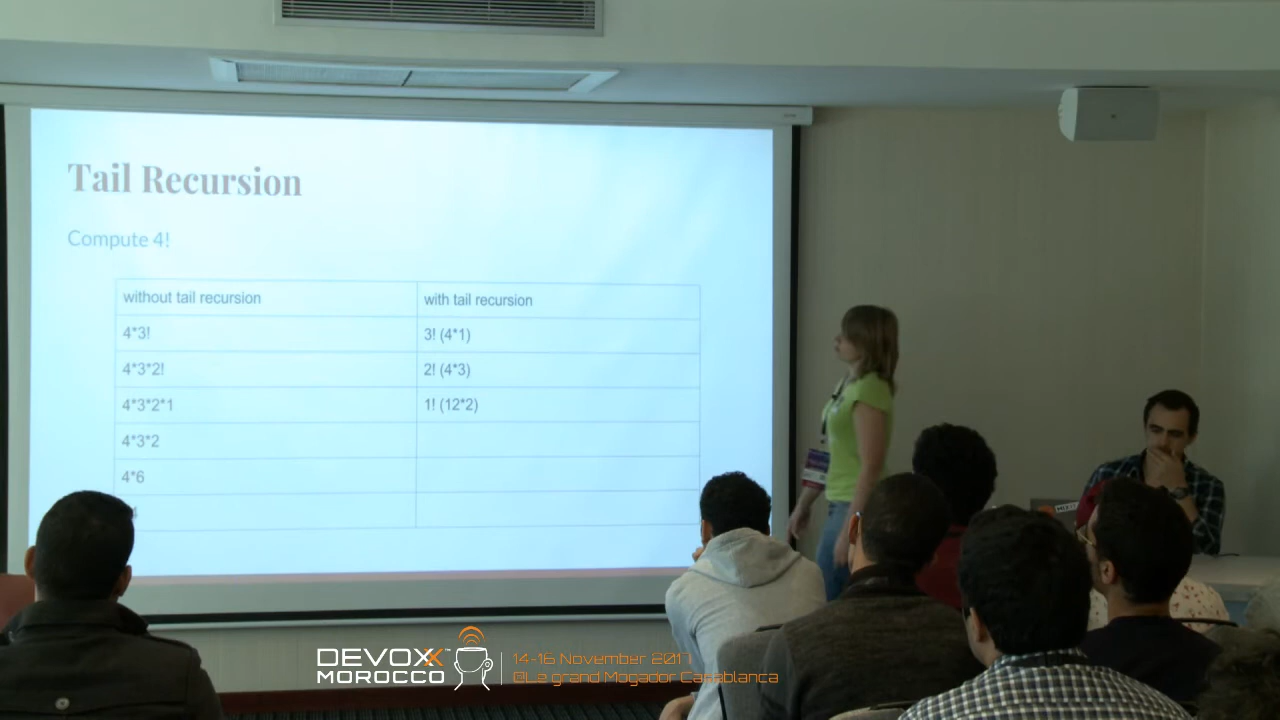 Tail Recursion
Compute 4!
without tail recursion
with tail recursion
4*3!
3! (4*1)
4*3*2!
2! (4*3)
4*3*2*1
1! (12*2)
4*3*2
4*6
DEVOXX™
MOROCCO
14-16 November 2017
@Le grand Mogador Casablanca